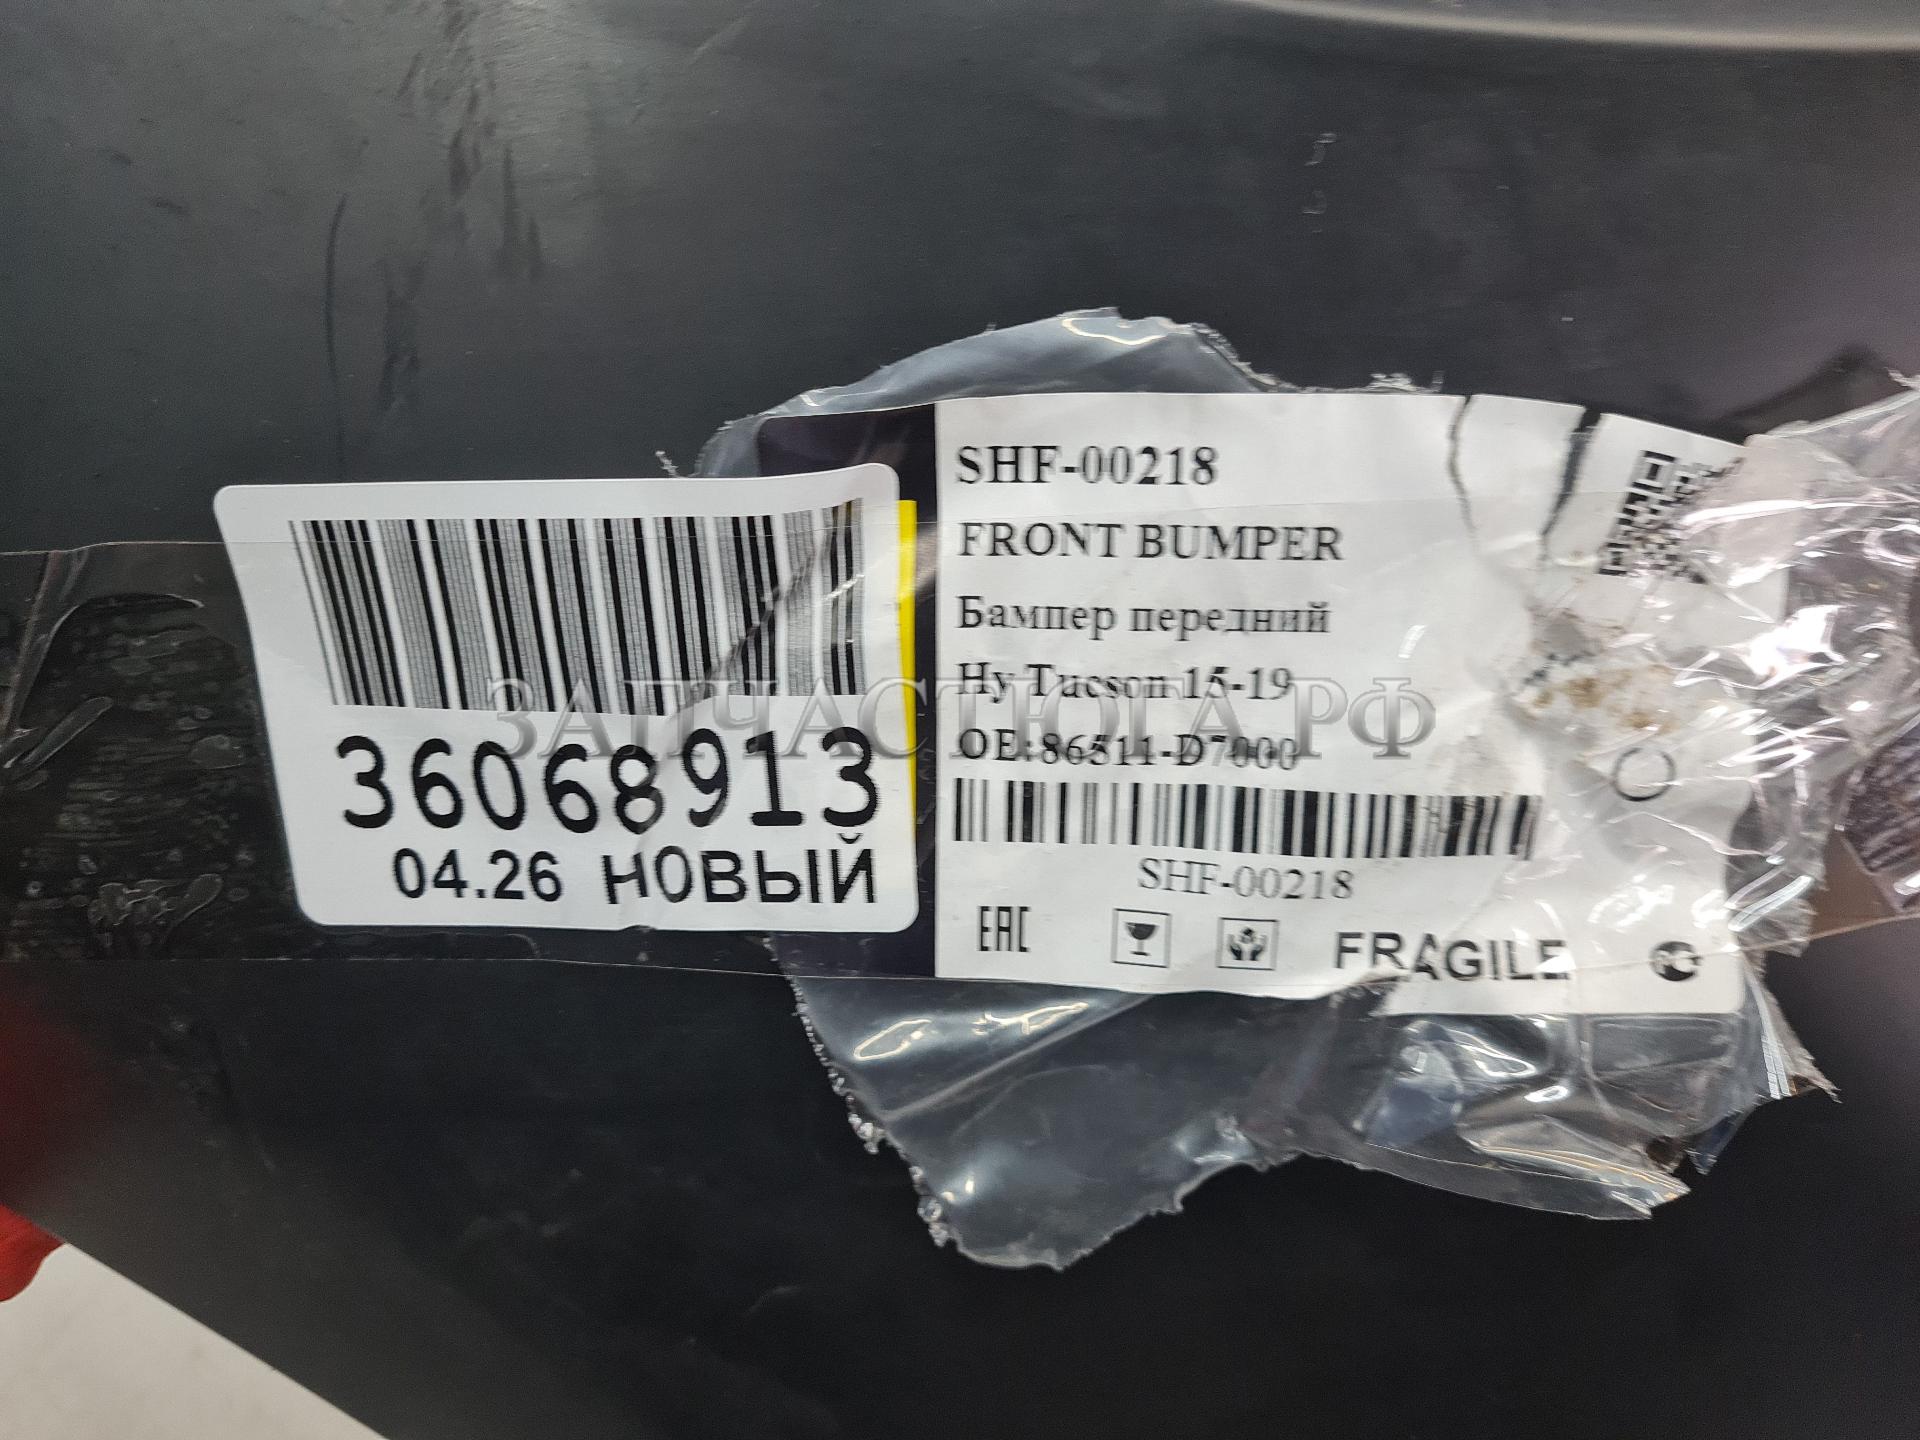 36068913
04.26 НОВЫЙ
SHF-00218
FRONT BUMPER
Бампер передний
Hy Tucson 15-19
OE:86511-D7000
SHF-00218
EAC
FRAGILE
ЗАПЧАСТЮГА.РФ